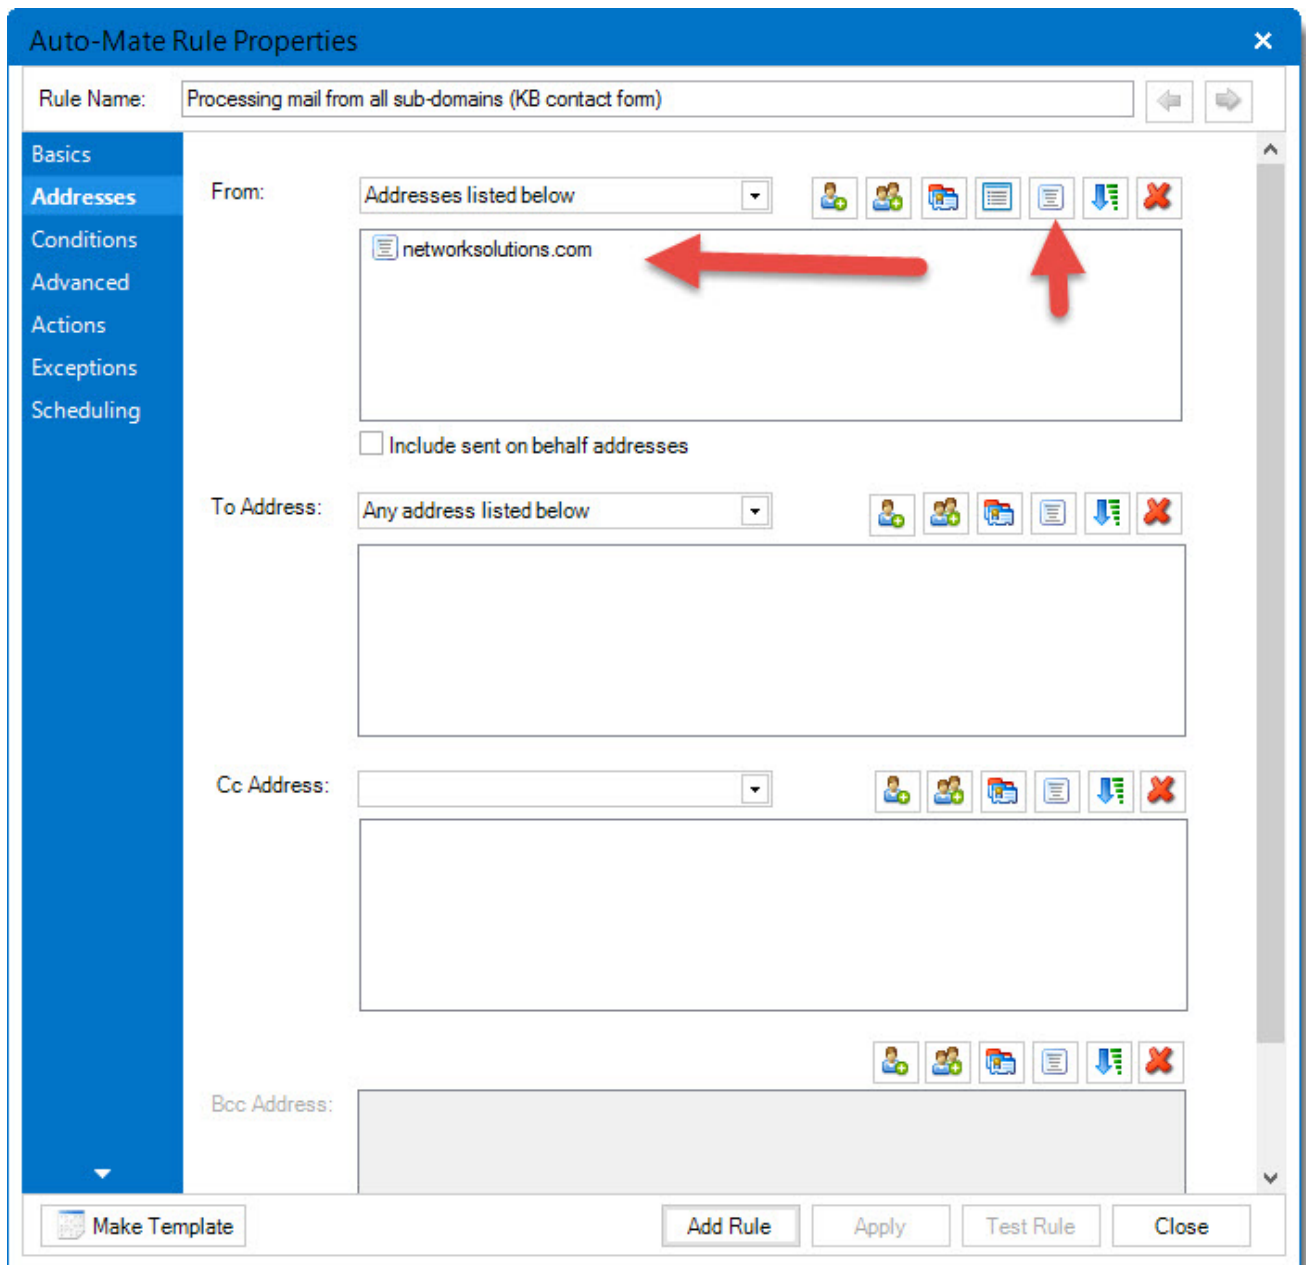 Auto-Mate Rule Properties
Rule Name: Processing mail from all sub-domains (KB contact form)
Basics
Addresses
Conditions
Advanced
Actions
Exceptions
Scheduling
From: Addresses listed below
networksolutions.com
Include sent on behalf addresses
To Address: Any address listed below
Cc Address:
Bcc Address:
Make Template Add Rule Apply Test Rule Close